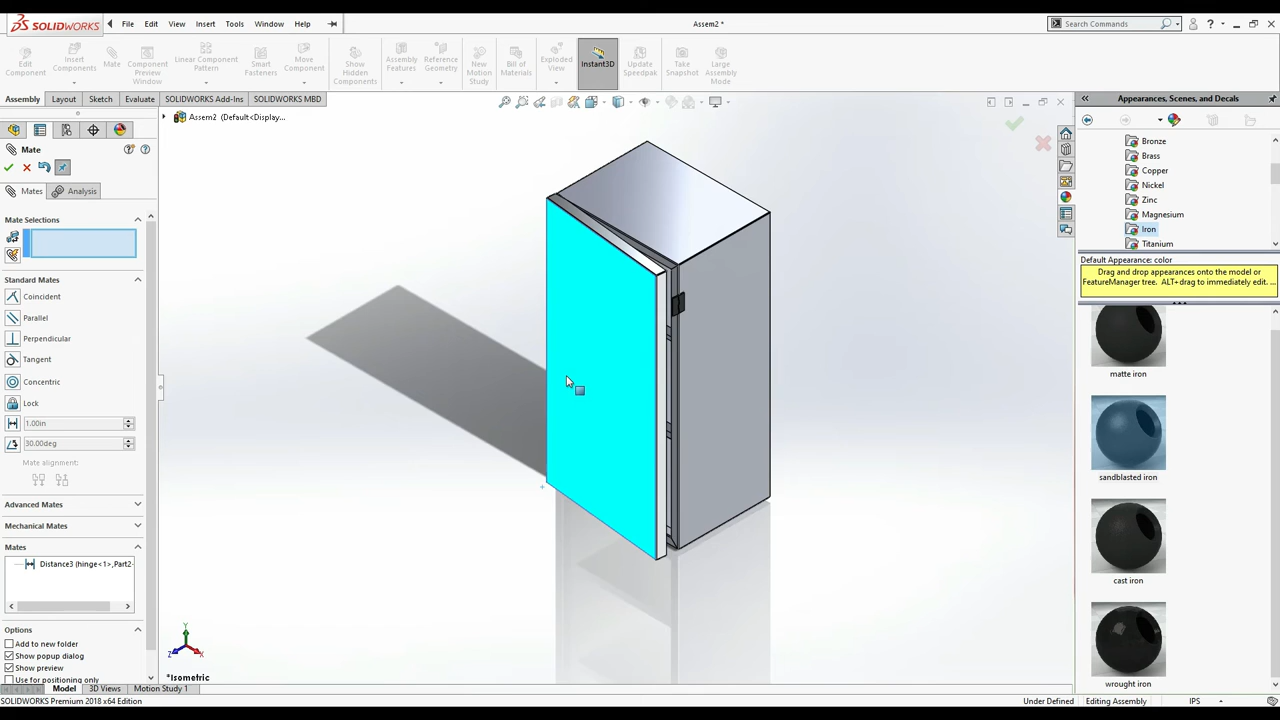 SOLIDWORKS File Edit View Insert Tools Window Help Assem2 * Search Commands ?
Edit Component
Insert Components
Mate
Component Preview Window
Linear Component Pattern
Smart Fasteners
Move Component
Show Hidden Components
Assembly Features
Reference Geometry
New Motion Study
Bill of Materials
Exploded View
Instant3D
Update Speedpak
Take Snapshot
Large Assembly Mode
Assembly Layout Sketch Evaluate SOLIDWORKS Add-Ins SOLIDWORKS MBD
Assem2 (Default<Display...
Mate
Mates Analysis
Mate Selections
Standard Mates
Coincident
Parallel
Perpendicular
Tangent
Concentric
Lock
1.00in
30.00deg
Mate alignment:
Advanced Mates
Mechanical Mates
Mates
Distance3 (hinge<1>,Part2-
Options
Add to new folder
Show popup dialog
Show preview
Use for positioning only
Y
Z
X
*Isometric
Appearances, Scenes, and Decals
Bronze
Brass
Copper
Nickel
Zinc
Magnesium
Iron
Titanium
Default Appearance: color
Drag and drop appearances onto the model or
FeatureManager tree. ALT+drag to immediately edit. ...
matte iron
sandblasted iron
cast iron
wrought iron
Model 3D Views Motion Study 1
SOLIDWORKS Premium 2018 x64 Edition Under Defined Editing Assembly IPS